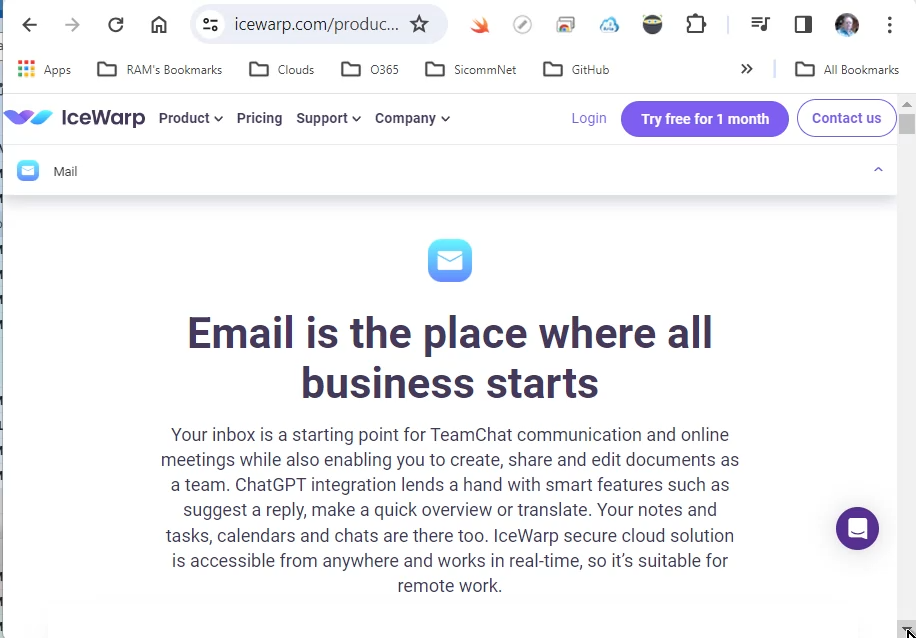 icewarp.com/produc...
Apps RAM's Bookmarks Clouds O365 SicommNet GitHub All Bookmarks
IceWarp Product Pricing Support Company Login Try free for 1 month Contact us
Mail
Email is the place where all
business starts
Your inbox is a starting point for TeamChat communication and online
meetings while also enabling you to create, share and edit documents as
a team. ChatGPT integration lends a hand with smart features such as
suggest a reply, make a quick overview or translate. Your notes and
tasks, calendars and chats are there too. IceWarp secure cloud solution
is accessible from anywhere and works in real-time, so it’s suitable for
remote work.